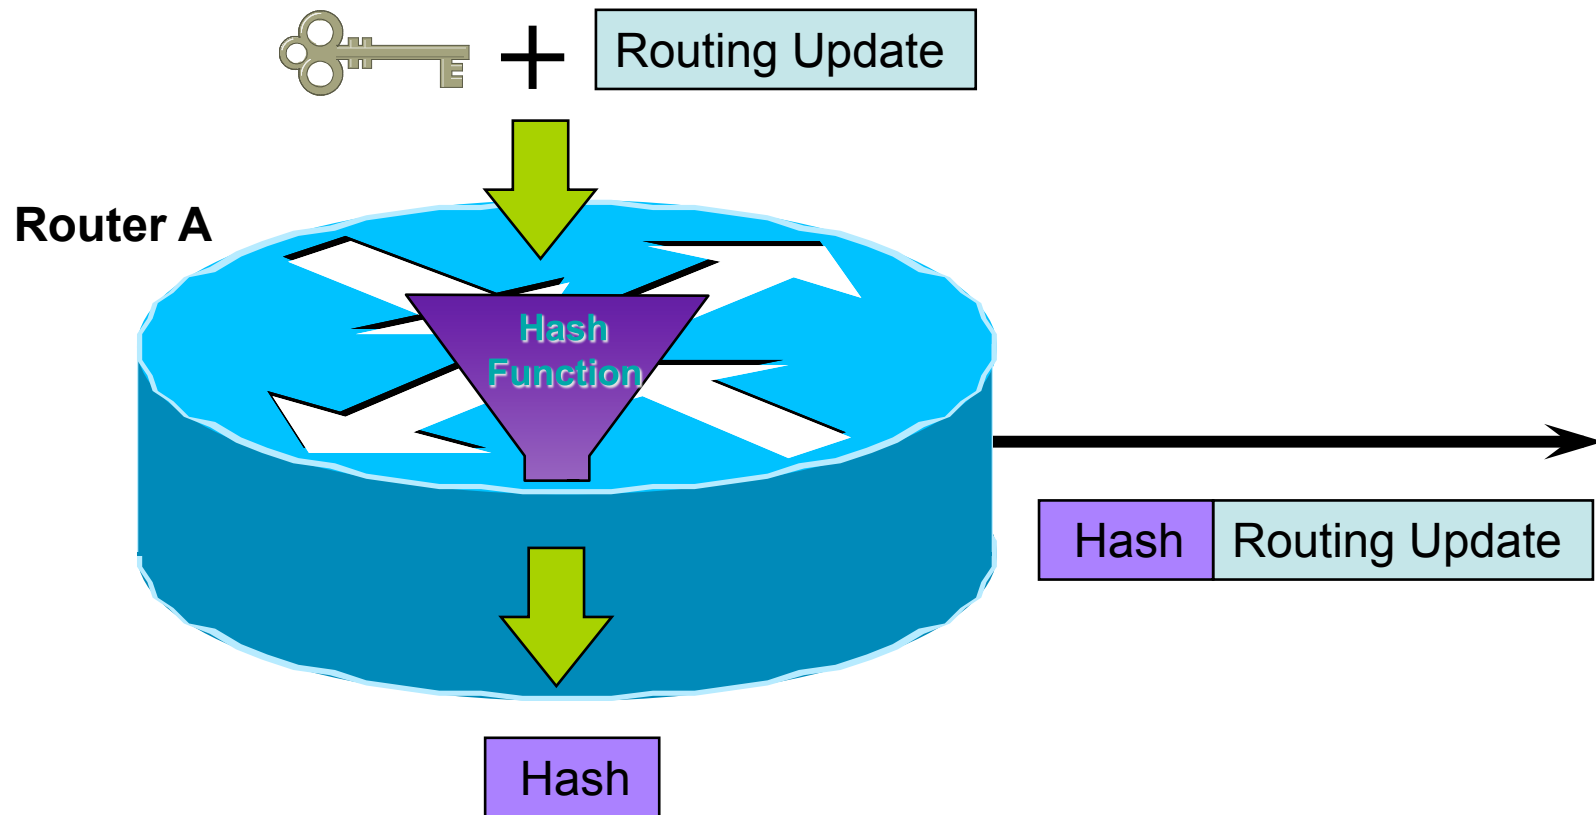 Routing Update
Router A
Hash
Function
Hash Routing Update
Hash